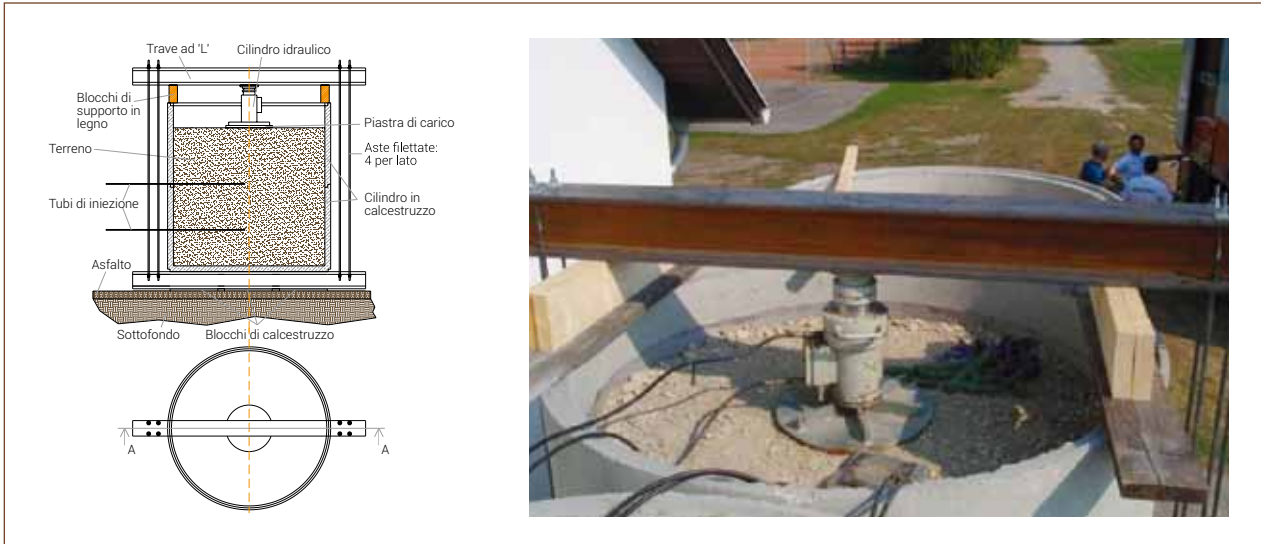 Trave ad ‘L’
Cilindro idraulico
Blocchi di
supporto in
legno
Piastra di carico
Terreno
Aste filettate:
4 per lato
Tubi di iniezione
Cilindro in
calcestruzzo
Asfalto
Sottofondo
Blocchi di calcestruzzo
A
A